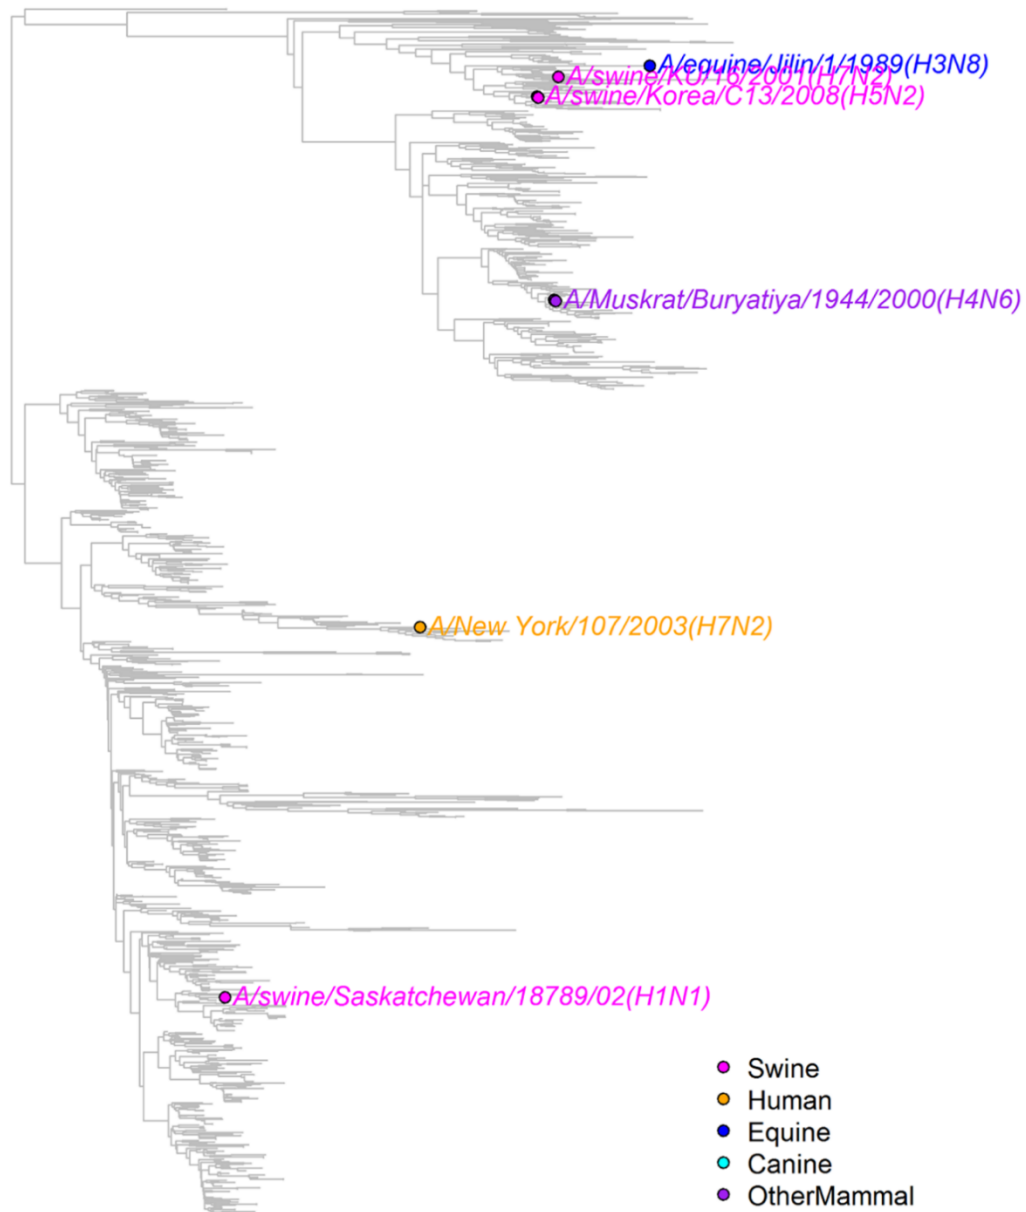 A/equine/Jilin/1/1989(H3N8)
A/swine/KU/16/2001(H7N2)
A/swine/Korea/C13/2008(H5N2)
A/Muskrat/Buryatiya/1944/2000(H4N6)
A/New York/107/2003(H7N2)
A/swine/Saskatchewan/18789/02(H1N1)
Swine
Human
Equine
Canine
OtherMammal